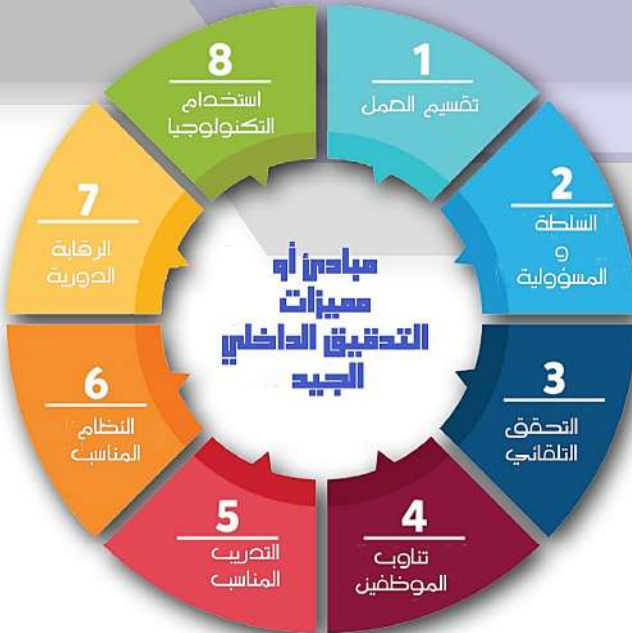 مبادئ أو
مميزات
التدقيق الداخلي
الجيد
1
تقسيم العمل
2
السلطة
و
المسؤولية
3
التحقق
التلقائي
4
تناوب
الموظفين
5
التدريب
المناسب
6
النظام
المناسب
7
الرهابة
الدورية
8
استخدام
التكنولوجيا